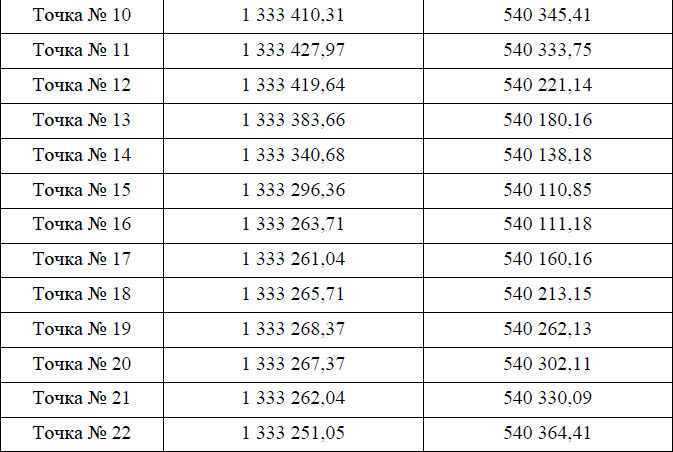 Точка № 10 1 333 410,31 540 345,41
Точка № 11 1 333 427,97 540 333,75
Точка № 12 1 333 419,64 540 221,14
Точка № 13 1 333 383,66 540 180,16
Точка № 14 1 333 340,68 540 138,18
Точка № 15 1 333 296,36 540 110,85
Точка № 16 1 333 263,71 540 111,18
Точка № 17 1 333 261,04 540 160,16
Точка № 18 1 333 265,71 540 213,15
Точка № 19 1 333 268,37 540 262,13
Точка № 20 1 333 267,37 540 302,11
Точка № 21 1 333 262,04 540 330,09
Точка № 22 1 333 251,05 540 364,41